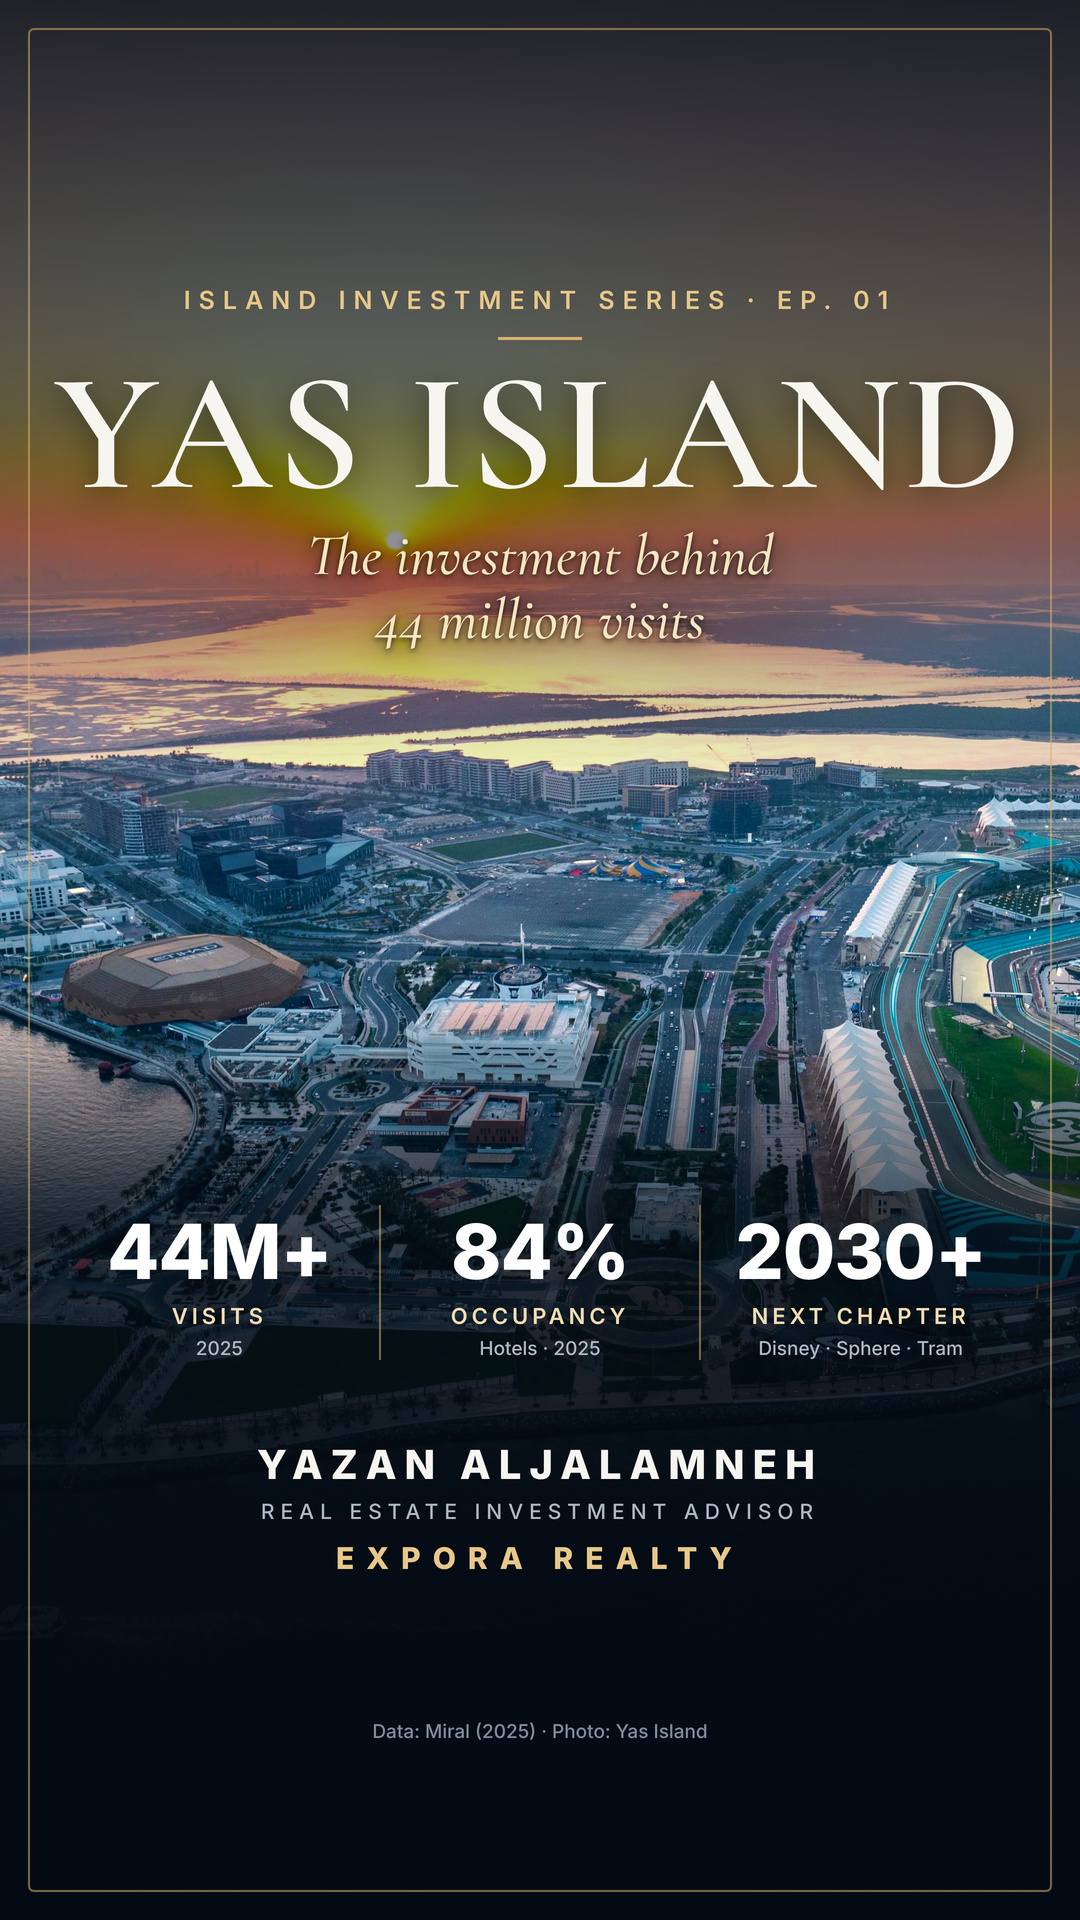 ISLAND INVESTMENT SERIES · EP. 01
YAS ISLAND
The investment behind
44 million visits
ETIHAD
44M+
VISITS
2025
84%
OCCUPANCY
Hotels · 2025
2030+
NEXT CHAPTER
Disney · Sphere · Tram
YAZAN ALJALAMNEH
REAL ESTATE INVESTMENT ADVISOR
EXPORA REALTY
Data: Miral (2025) · Photo: Yas Island